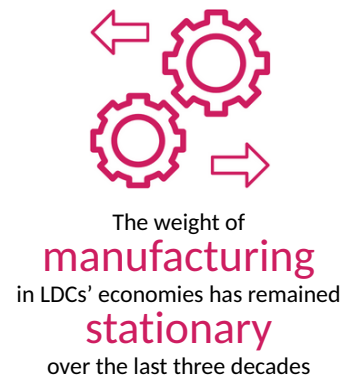 The weight of
manufacturing
in LDCs’ economies has remained
stationary
over the last three decades